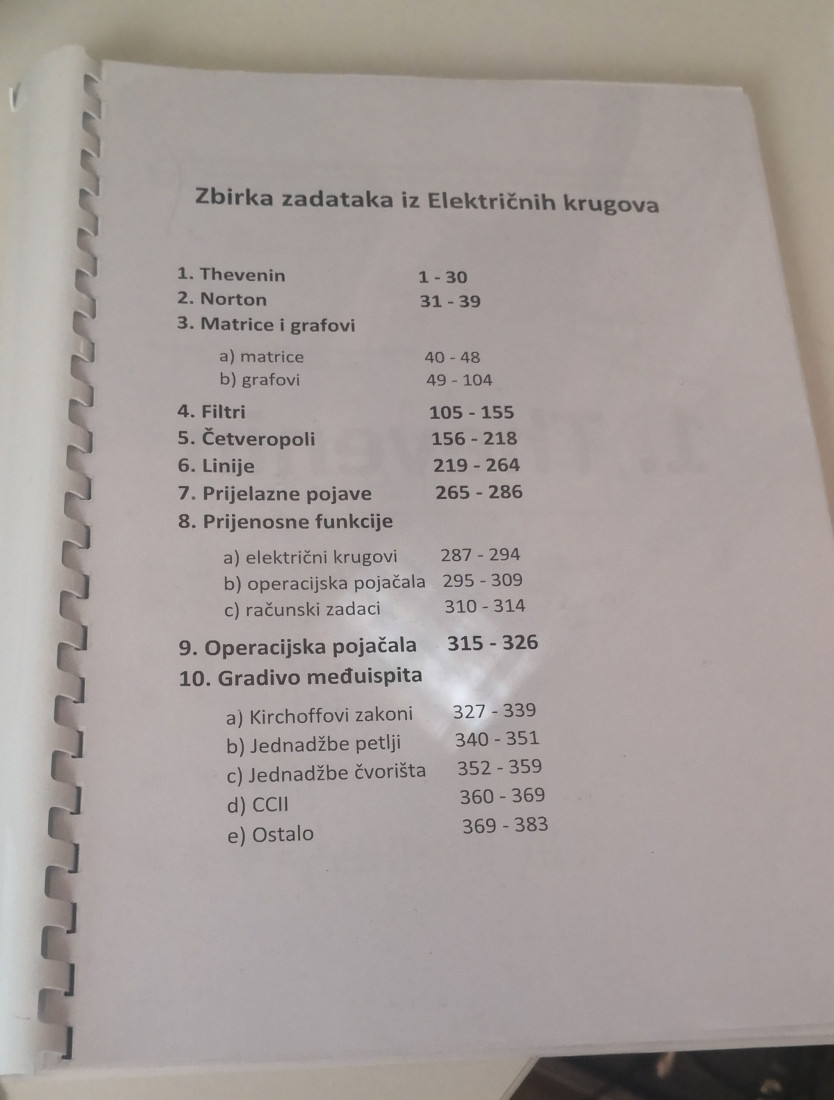 Zbirka zadataka iz Električnih krugova
1. Thevenin 1 - 30
2. Norton 31 - 39
3. Matrice i grafovi
a) matrice 40 - 48
b) grafovi 49 - 104
4. Filtri 105 - 155
5. Četveropoli 156 - 218
6. Linije 219 - 264
7. Prijelazne pojave 265 - 286
8. Prijenosne funkcije
a) električni krugovi 287 - 294
b) operacijska pojačala 295 - 309
c) računski zadaci 310 - 314
9. Operacijska pojačala 315 - 326
10. Gradivo međuispita
a) Kirchoffovi zakoni 327 - 339
b) Jednadžbe petlji 340 - 351
c) Jednadžbe čvorišta 352 - 359
d) CCII 360 - 369
e) Ostalo 369 - 383